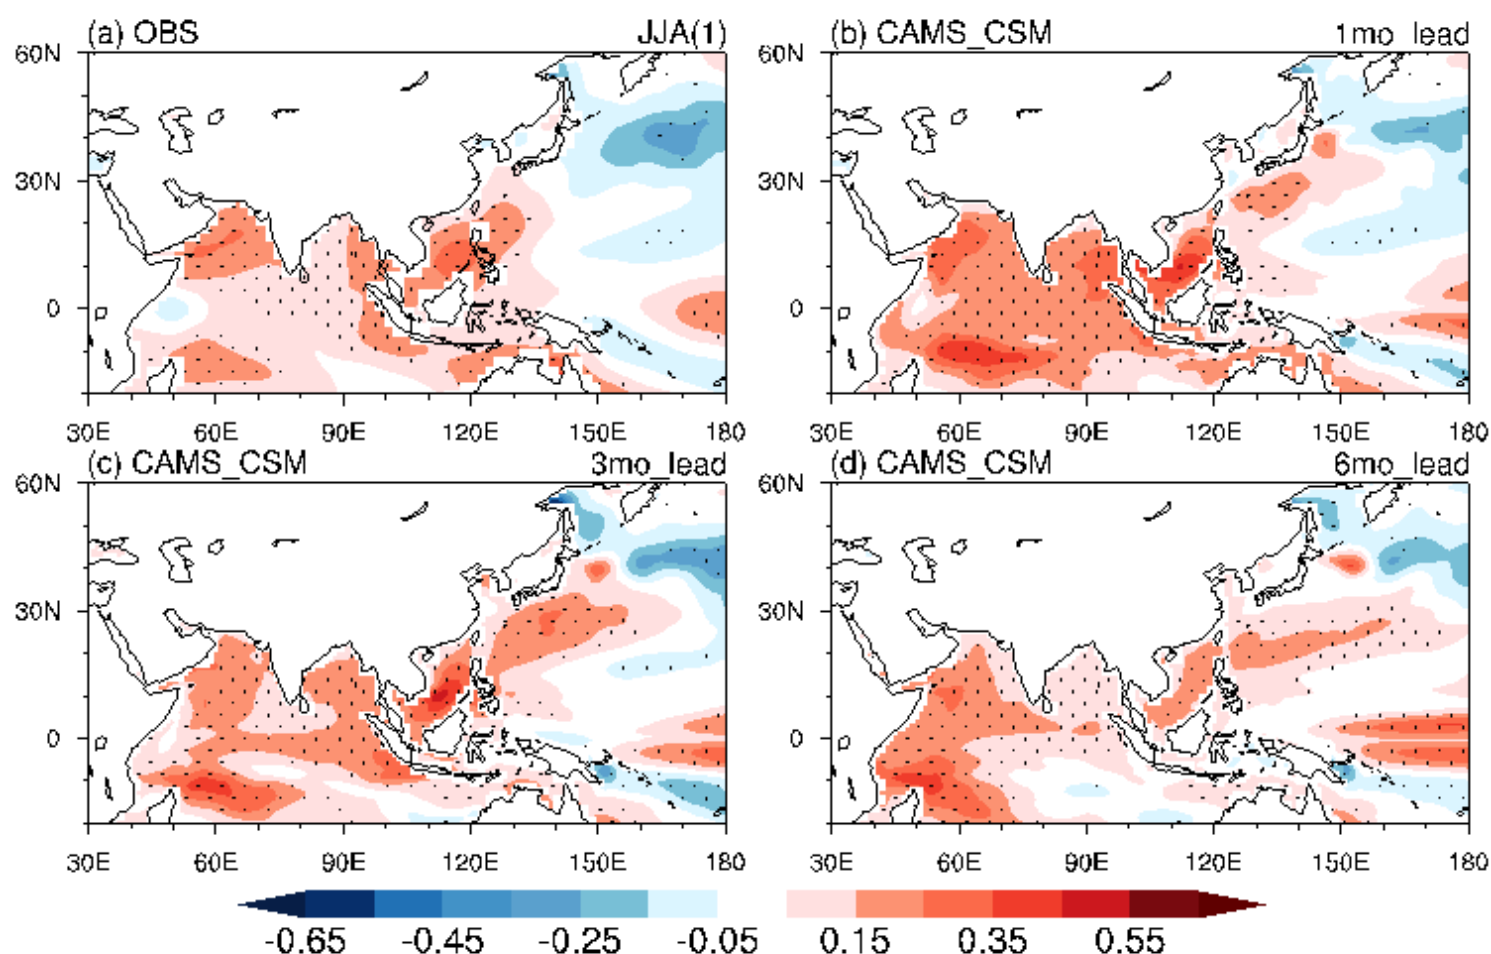 (a) OBS JJA(1)
(b) CAMS_CSM 1mo_lead
60N
30N
0
30E 60E 90E 120E 150E 180
60N
30N
0
30E 60E 90E 120E 150E 180
(c) CAMS_CSM 3mo_lead
(d) CAMS_CSM 6mo_lead
60N
30N
0
30E 60E 90E 120E 150E 180
60N
30N
0
30E 60E 90E 120E 150E 180
-0.65 -0.45 -0.25 -0.05 0.15 0.35 0.55